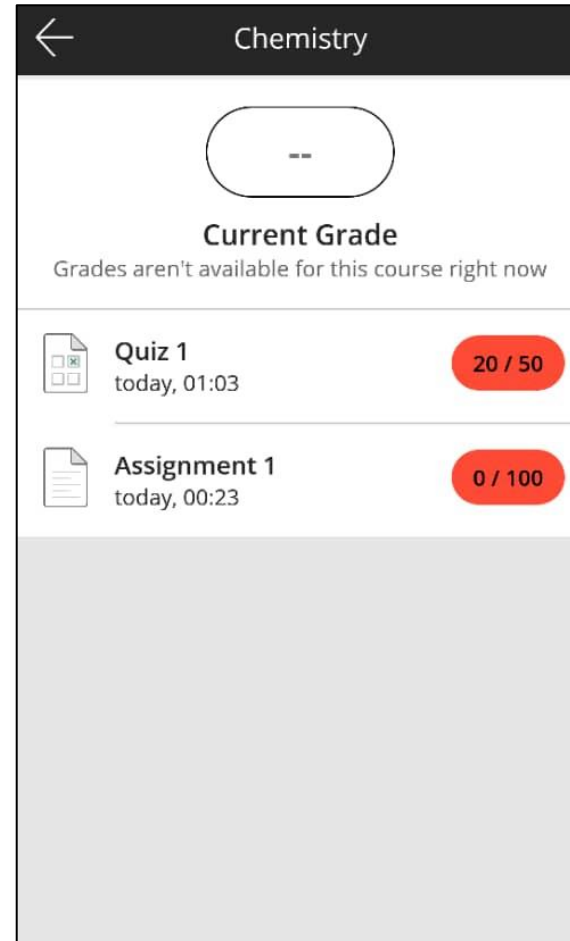 Chemistry
--
Current Grade
Grades aren't available for this course right now
Quiz 1
today, 01:03
20 / 50
Assignment 1
today, 00:23
0 / 100